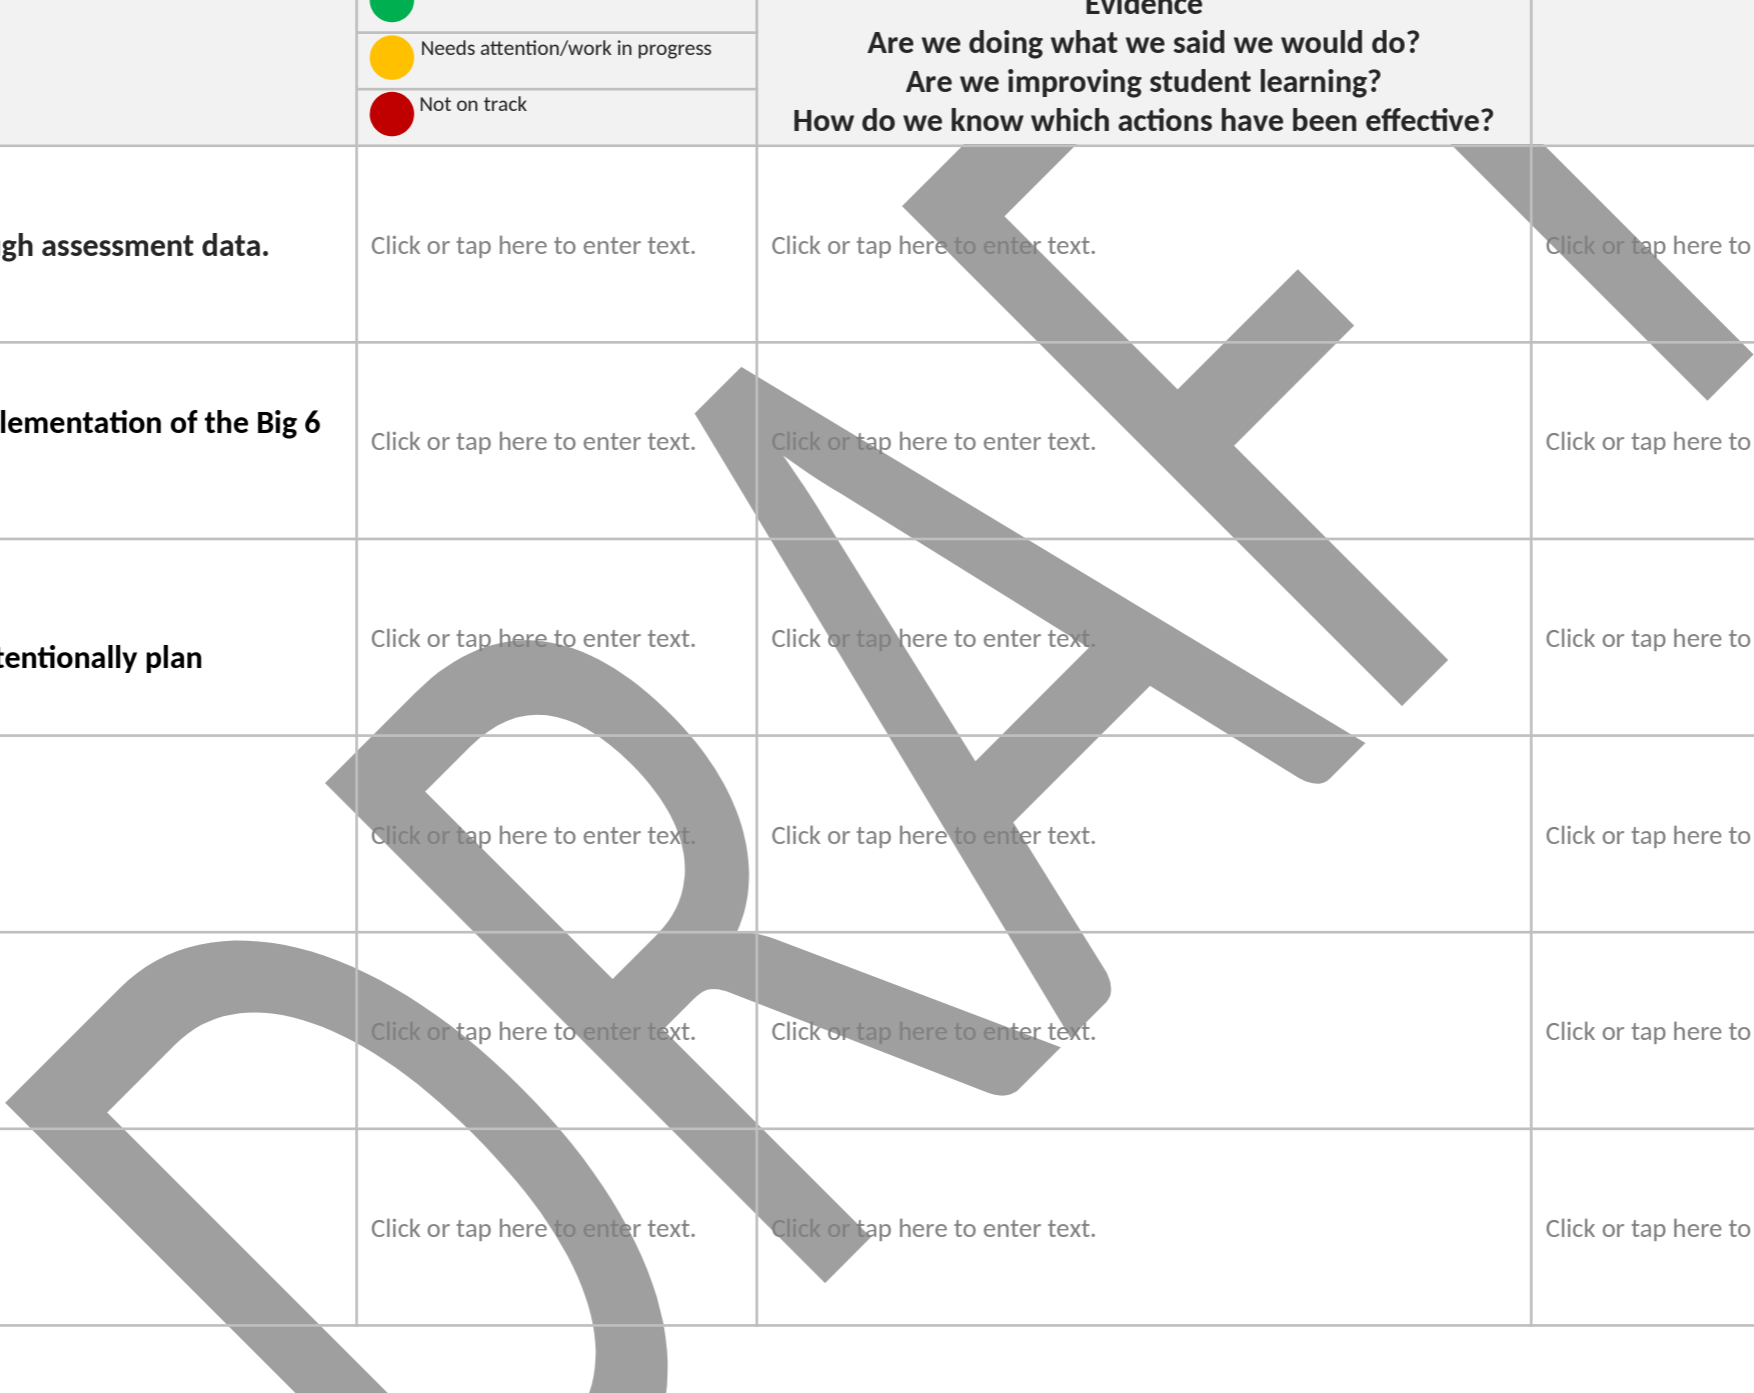 Evidence
Needs attention/work in progress
Are we doing what we said we would do?
Are we improving student learning?
Not on track
How do we know which actions have been effective?
gh assessment data.
Click or tap here to enter text.
Click or tap here to enter text.
Click or tap here to
lementation of the Big 6
Click or tap here to enter text.
Click or tap here to enter text.
Click or tap here to
tentionally plan
Click or tap here to enter text.
Click or tap here to enter text.
Click or tap here to
Click or tap here to enter text.
Click or tap here to enter text.
Click or tap here to
Click or tap here to enter text.
Click or tap here to enter text.
Click or tap here to
Click or tap here to enter text.
Click or tap here to enter text.
Click or tap here to
DRAFT